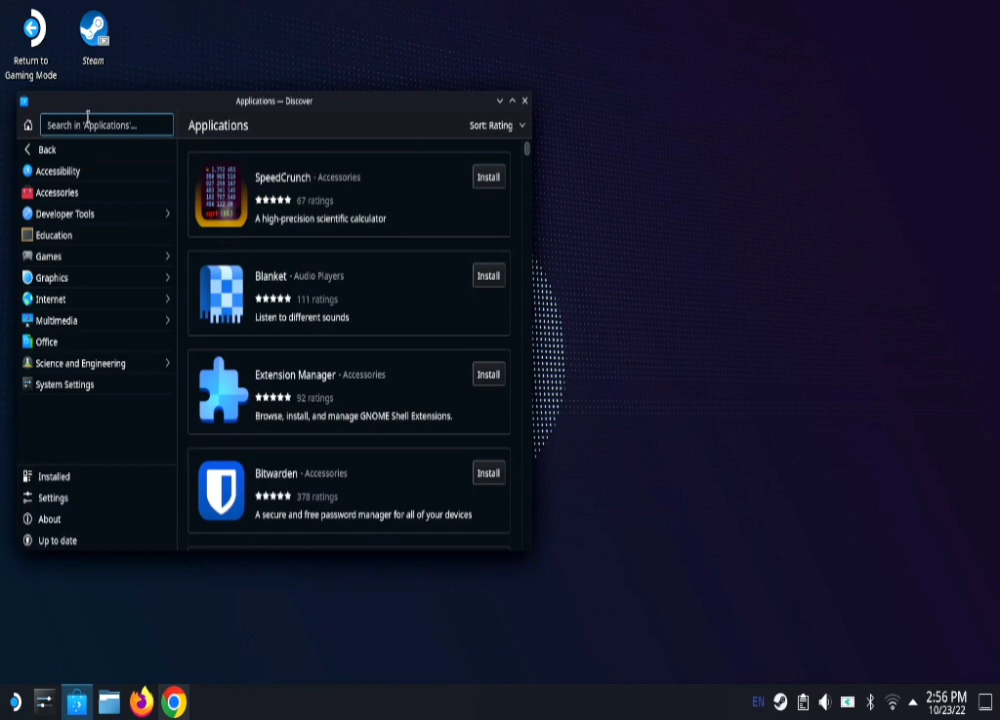 Return to
Gaming Mode
Steam
Applications — Discover
Search in 'Applications'...
Applications
Sort: Rating
Back
Accessibility
Accessories
Developer Tools
Education
Games
Graphics
Internet
Multimedia
Office
Science and Engineering
System Settings
Installed
Settings
About
Up to date
SpeedCrunch - Accessories
Install
67 ratings
A high-precision scientific calculator
Blanket - Audio Players
Install
111 ratings
Listen to different sounds
Extension Manager - Accessories
Install
92 ratings
Browse, install, and manage GNOME Shell Extensions.
Bitwarden - Accessories
Install
378 ratings
A secure and free password manager for all of your devices
EN
2:56 PM
10/23/22